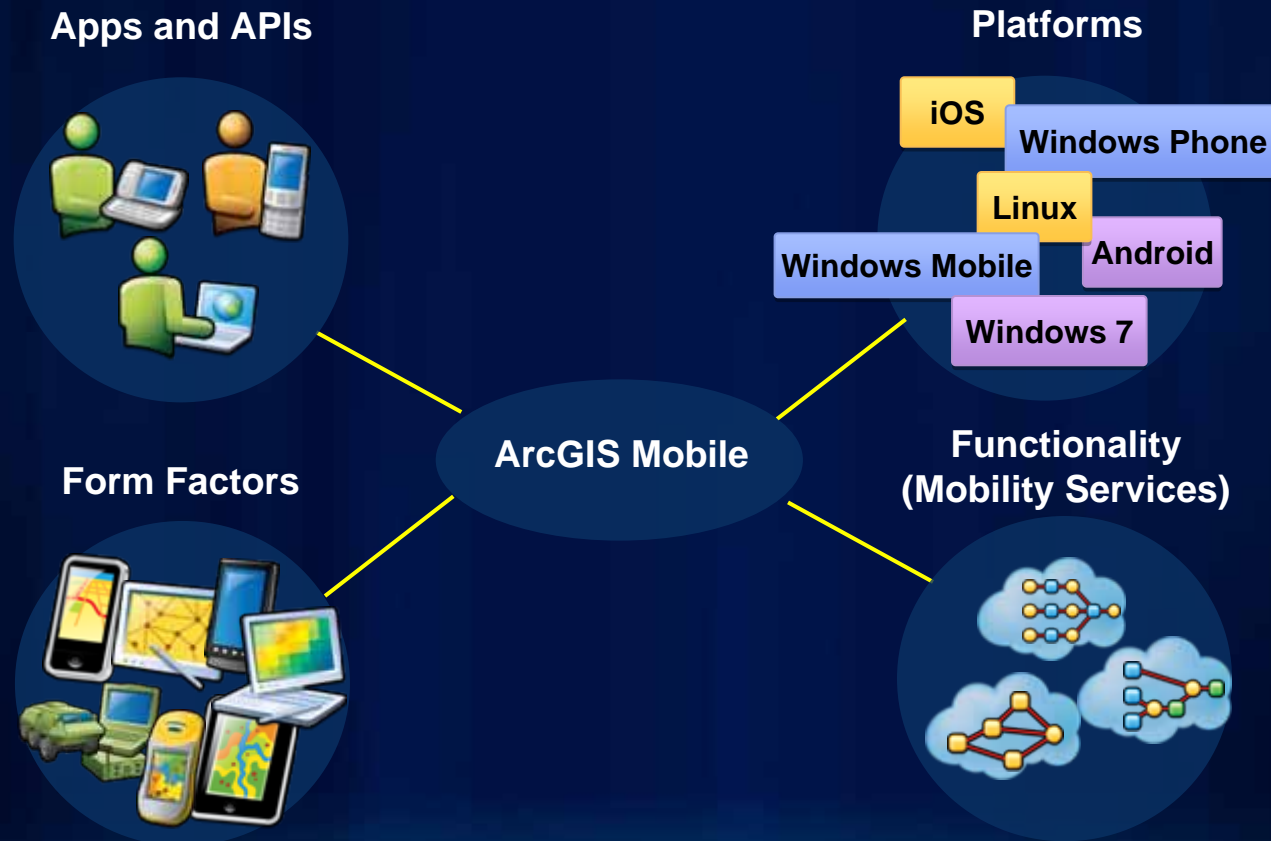 Apps and APIs
Platforms
iOS
Windows Phone
Linux
Android
Windows Mobile
Windows 7
ArcGIS Mobile
Form Factors
Functionality
(Mobility Services)